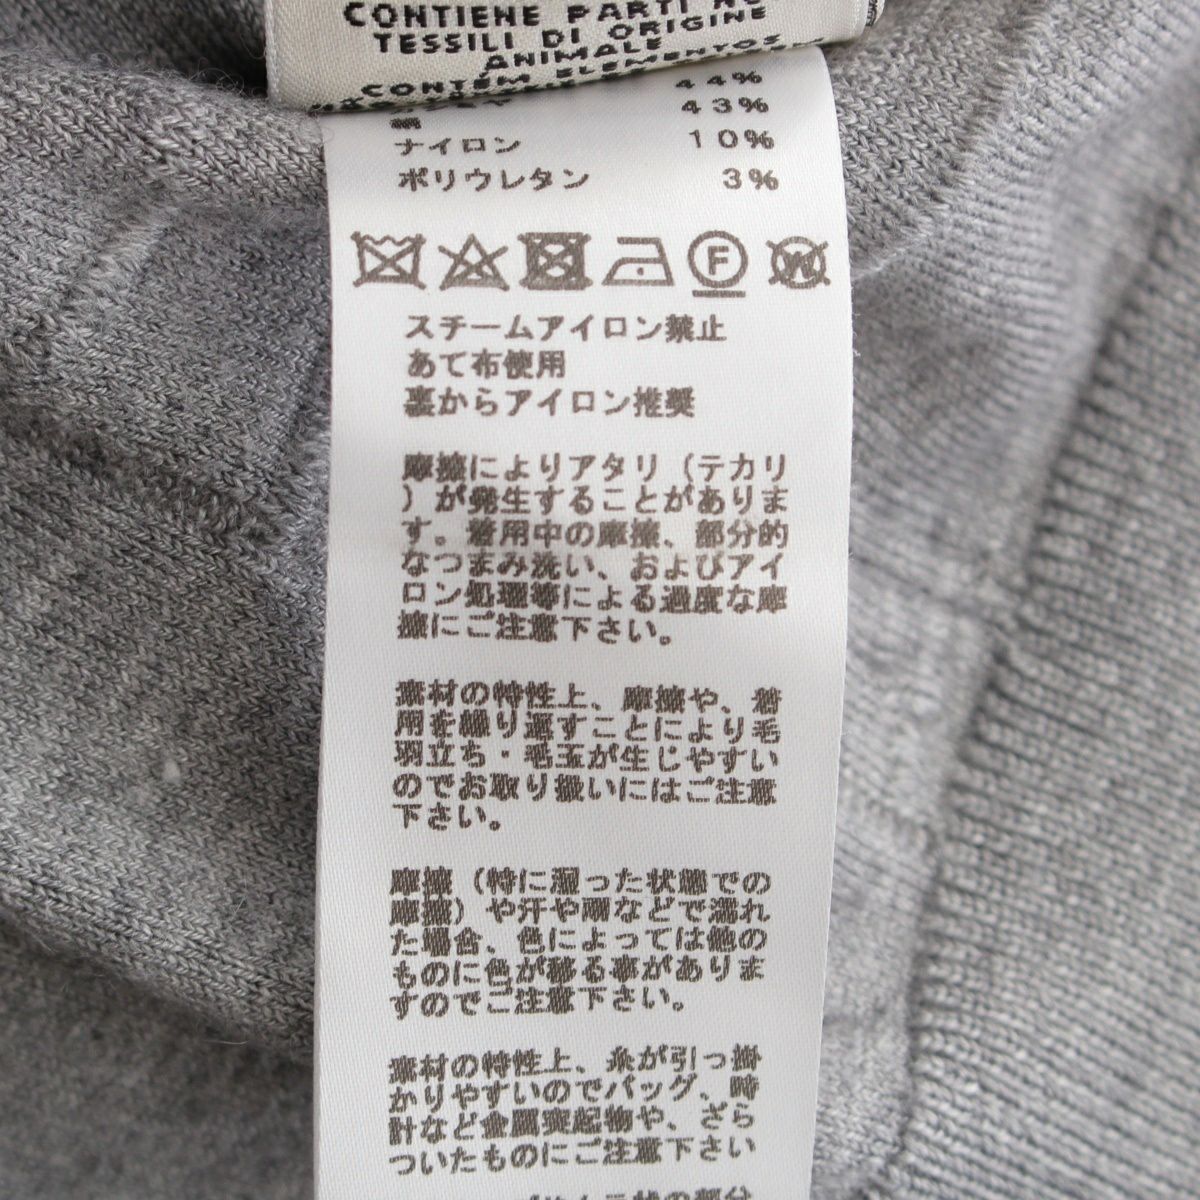 CONTIENE PARTI
TESSILI DI ORIGINE
ANIMALE
44%
綿 43%
ナイロン 10%
ポリウレタン 3%
F W
スチームアイロン禁止
あて布使用
裏からアイロン推奨
摩擦によりアタリ（テカリ
）が発生することがありま
す。着用中の摩擦、部分的
なつまみ洗い、およびアイ
ロン処理等による過度な摩
擦にご注意下さい。
素材の特性上、摩擦や、着
用を繰り返すことにより毛
羽立ち・毛玉が生じやすい
のでお取り扱いにはご注意
下さい。
摩擦（特に湿った状態での
摩擦）や汗や雨などで濡れ
た場合、色によっては他の
ものに色が移る事がありま
すのでご注意下さい。
素材の特性上、糸が引っ掛
かりやすいのでバッグ、時
計など金属突起物や、ざら
ついたものにご注意下さい